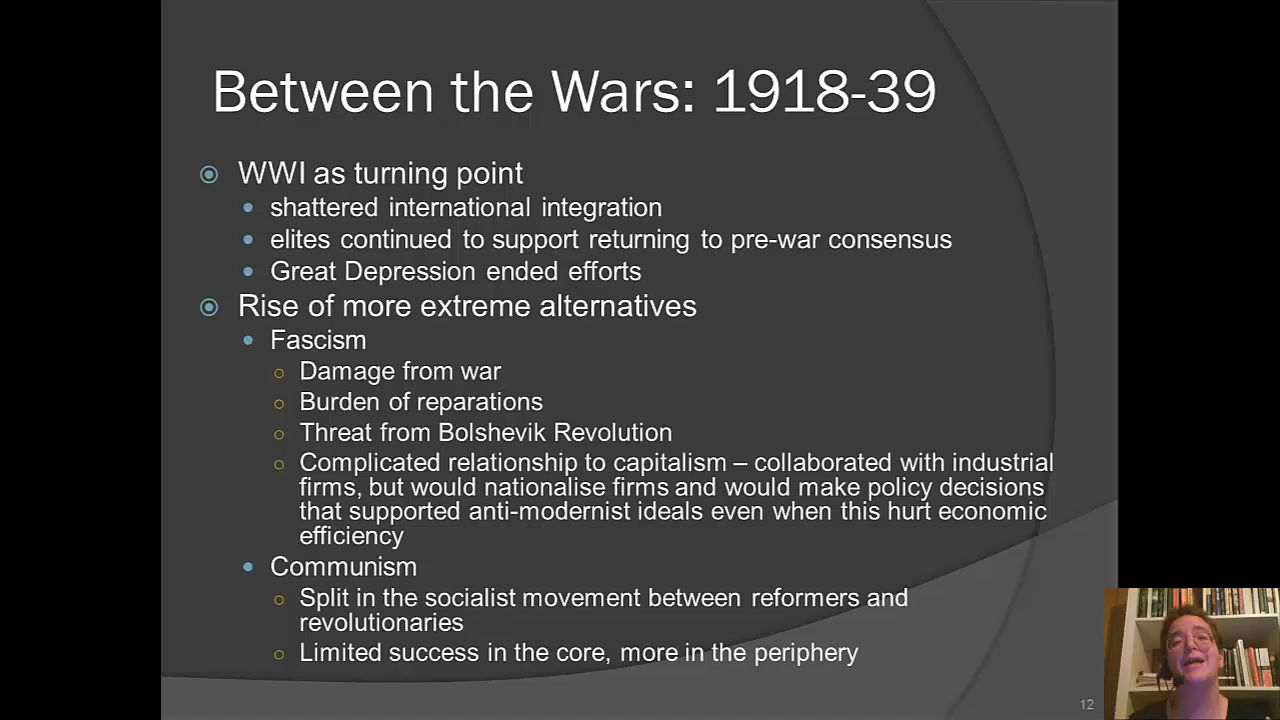 Between the Wars: 1918-39
WWI as turning point
shattered international integration
elites continued to support returning to pre-war consensus
Great Depression ended efforts
Rise of more extreme alternatives
Fascism
Damage from war
Burden of reparations
Threat from Bolshevik Revolution
Complicated relationship to capitalism – collaborated with industrial
firms, but would nationalise firms and would make policy decisions
that supported anti-modernist ideals even when this hurt economic
efficiency
Communism
Split in the socialist movement between reformers and
revolutionaries
Limited success in the core, more in the periphery
12